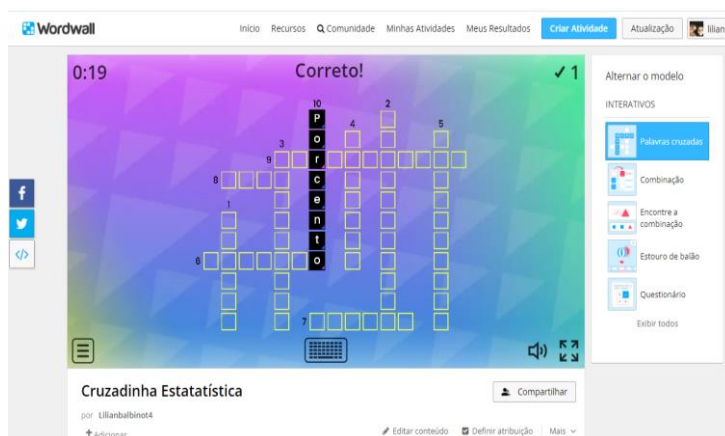 Wordwall
Início Recursos Comunidade Minhas Atividades Meus Resultados Criar Atividade Atualização lilian
0:19 Correto! ✓ 1
Alternar o modelo
INTERATIVOS
Palavras cruzadas
Combinação
Encontre a
combinação
Estouro de balão
Questionário
Exibir todos
10
2
4
5
3
9
8
1
6
7
P
o
r
c
e
n
t
o
Cruzadinha Estatatística
Compartilhar
por Lilianbalbinot4
Adicionar
Editar conteúdo Definir atribuição Mais